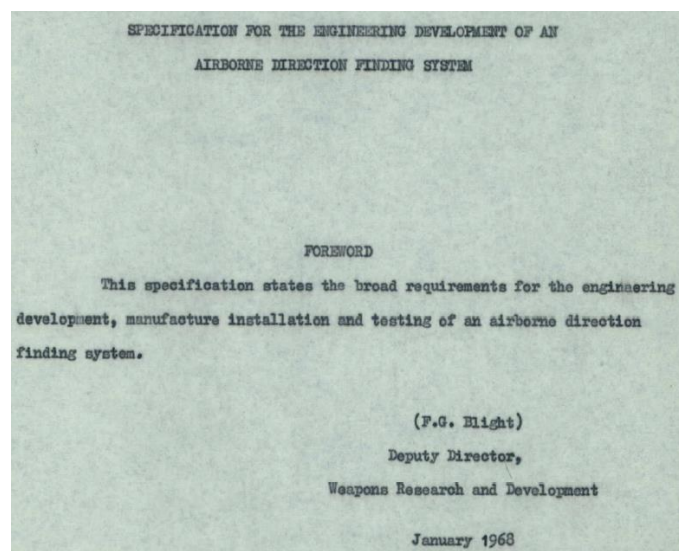 SPECIFICATION FOR THE ENGINEERING DEVELOPMENT OF AN
AIRBORNE DIRECTION FINDING SYSTEM
FOREWORD
This specification states the broad requirements for the engineering
development, manufacture installation and testing of an airborne direction
finding system.
(F.G. Blight)
Deputy Director,
Weapons Research and Development
January 1968